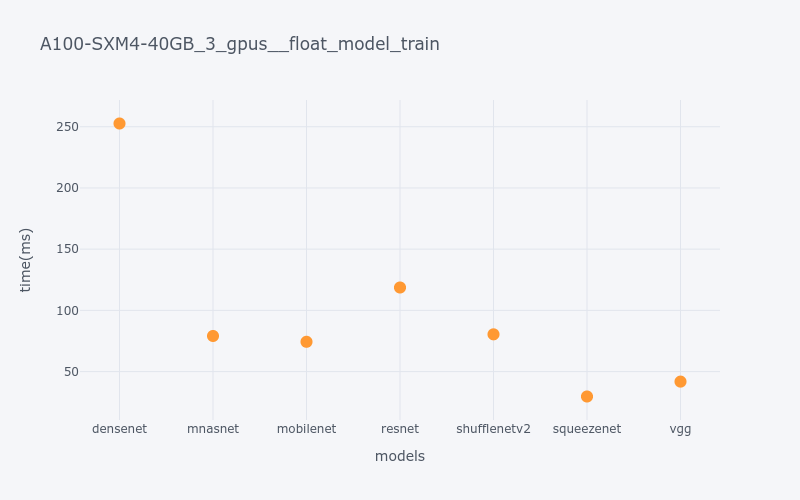 A100-SXM4-40GB_3_gpus__float_model_train
250
200
150
100
50
time(ms)
densenet mnasnet mobilenet resnet shufflenetv2 squeezenet vgg
models